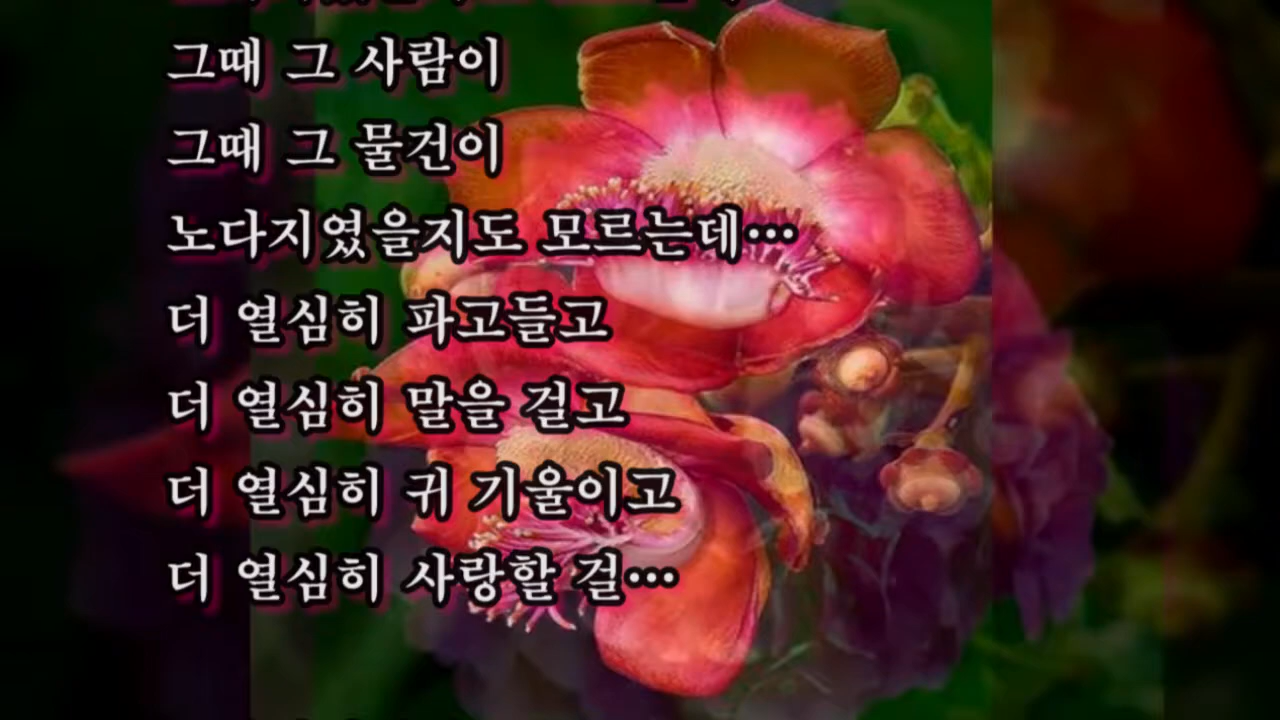 그때 그 사람이
그때 그 물건이
노다지였을지도 모르는데…
더 열심히 파고들고
더 열심히 말을 걸고
더 열심히 귀 기울이고
더 열심히 사랑할 걸…